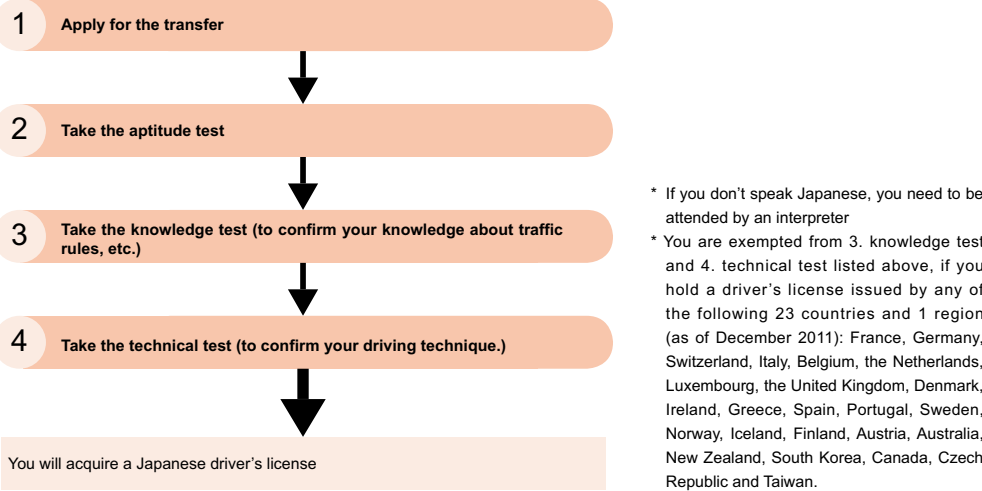 1
Apply for the transfer
2
Take the aptitude test
3
Take the knowledge test (to confirm your knowledge about traffic
rules, etc.)
4
Take the technical test (to confirm your driving technique.)
You will acquire a Japanese driver’s license
* If you don’t speak Japanese, you need to be
attended by an interpreter
* You are exempted from 3. knowledge test
and 4. technical test listed above, if you
hold a driver’s license issued by any of
the following 23 countries and 1 region
(as of December 2011): France, Germany,
Switzerland, Italy, Belgium, the Netherlands,
Luxembourg, the United Kingdom, Denmark,
Ireland, Greece, Spain, Portugal, Sweden,
Norway, Iceland, Finland, Austria, Australia,
New Zealand, South Korea, Canada, Czech
Republic and Taiwan.